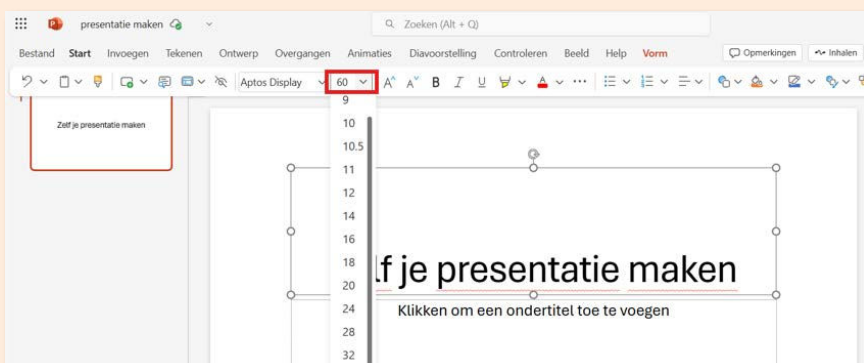 presentatie maken
Zoeken (Alt + Q)
Bestand Start Invoegen Tekenen Ontwerp Overgangen Animaties Diavoorstelling Controleren Beeld Help Vorm Opmerkingen Inhalen
Aptos Display 60 A A B I U A
1
Zelf je presentatie maken
9
10
10.5
11
12
14
16
18
20
24
28
32
lf je presentatie maken
Klikken om een ondertitel toe te voegen